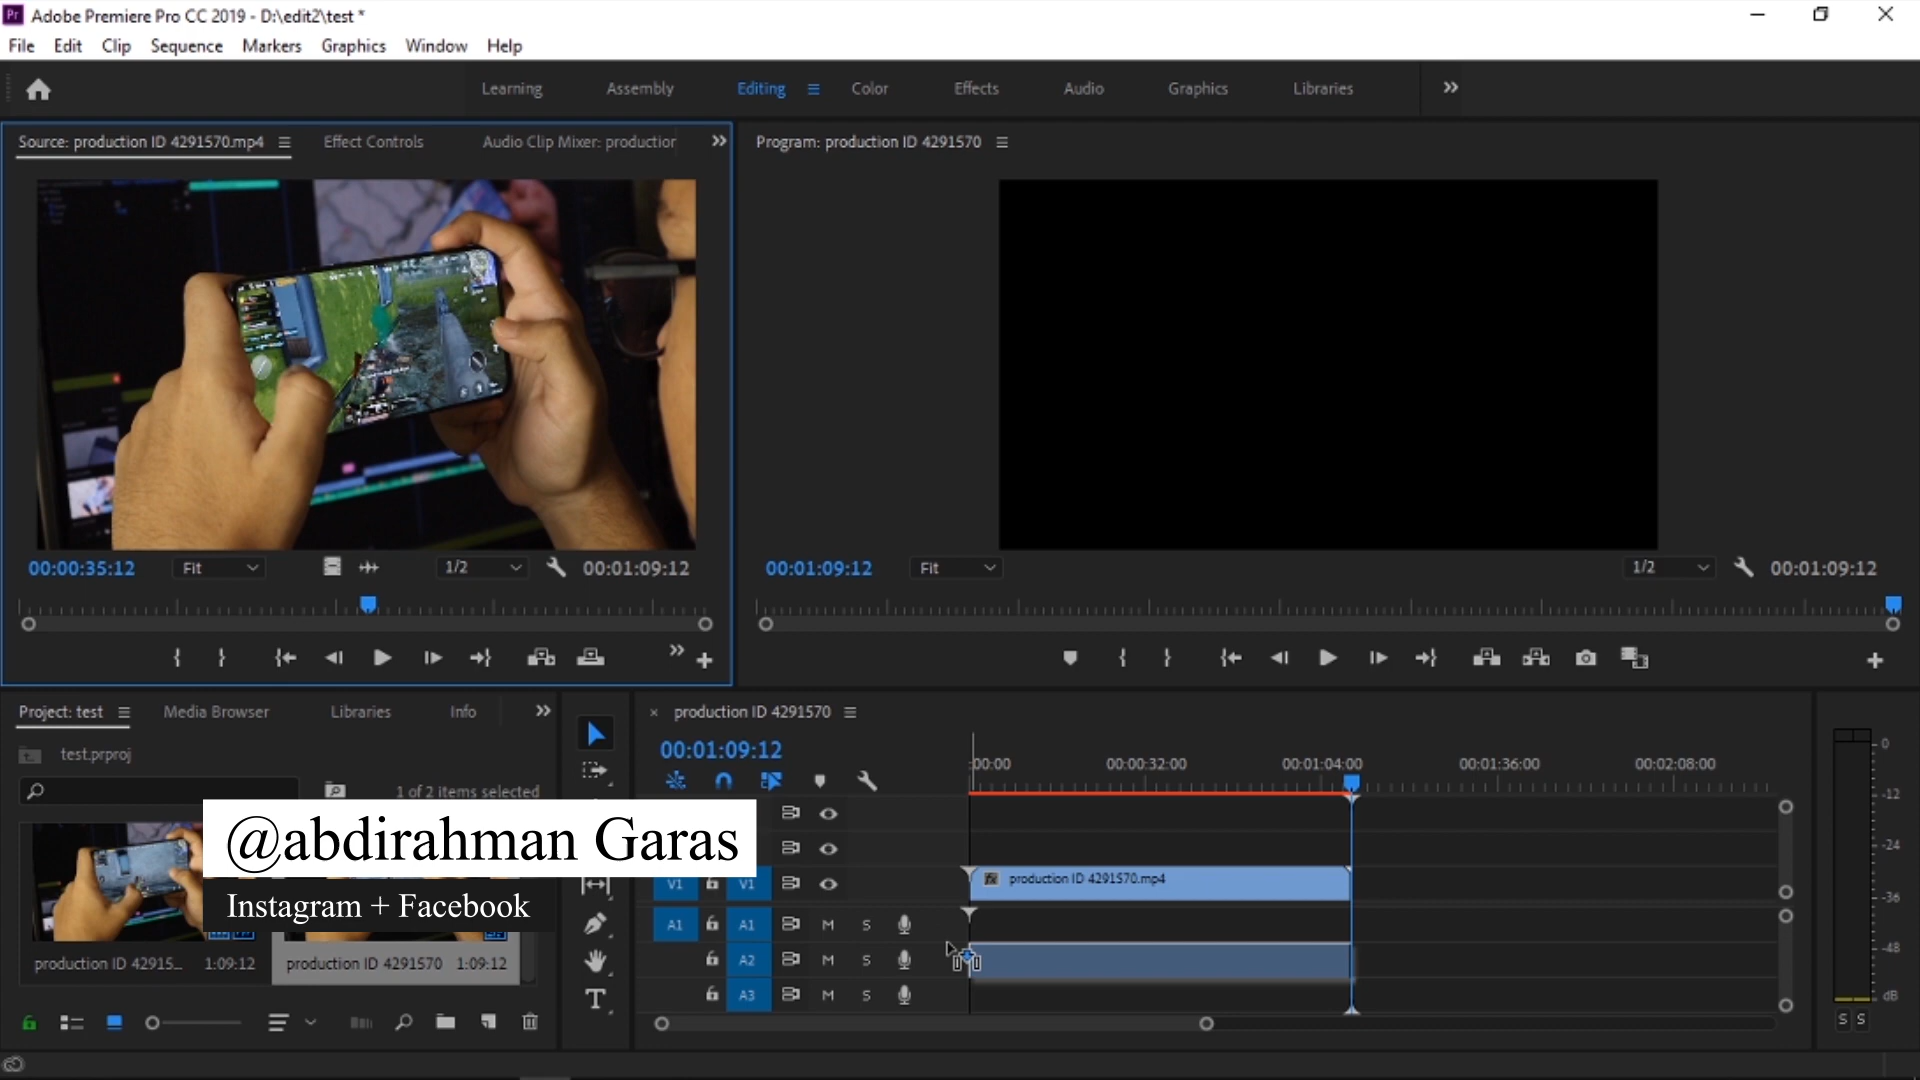 Pr Adobe Premiere Pro CC 2019 - D:\edit2\test *
File Edit Clip Sequence Markers Graphics Window Help
Learning Assembly Editing Color Effects Audio Graphics Libraries
Source: production ID 4291570.mp4 Effect Controls Audio Clip Mixer: production
Program: production ID 4291570
00:00:35:12 Fit 1/2 00:01:09:12
00:01:09:12 Fit 1/2 00:01:09:12
Project: test Media Browser Libraries Info
test.prproj
1 of 2 items selected
production ID 42915... 1:09:12
production ID 4291570 1:09:12
@abdirahman Garas
Instagram + Facebook
production ID 4291570
00:01:09:12
:00:00 00:00:32:00 00:01:04:00 00:01:36:00 00:02:08:00
V1 V1 production ID 4291570.mp4
A1 A1 M S
A2 M S
A3 M S
0
-12
-24
-36
-48
dB
S S